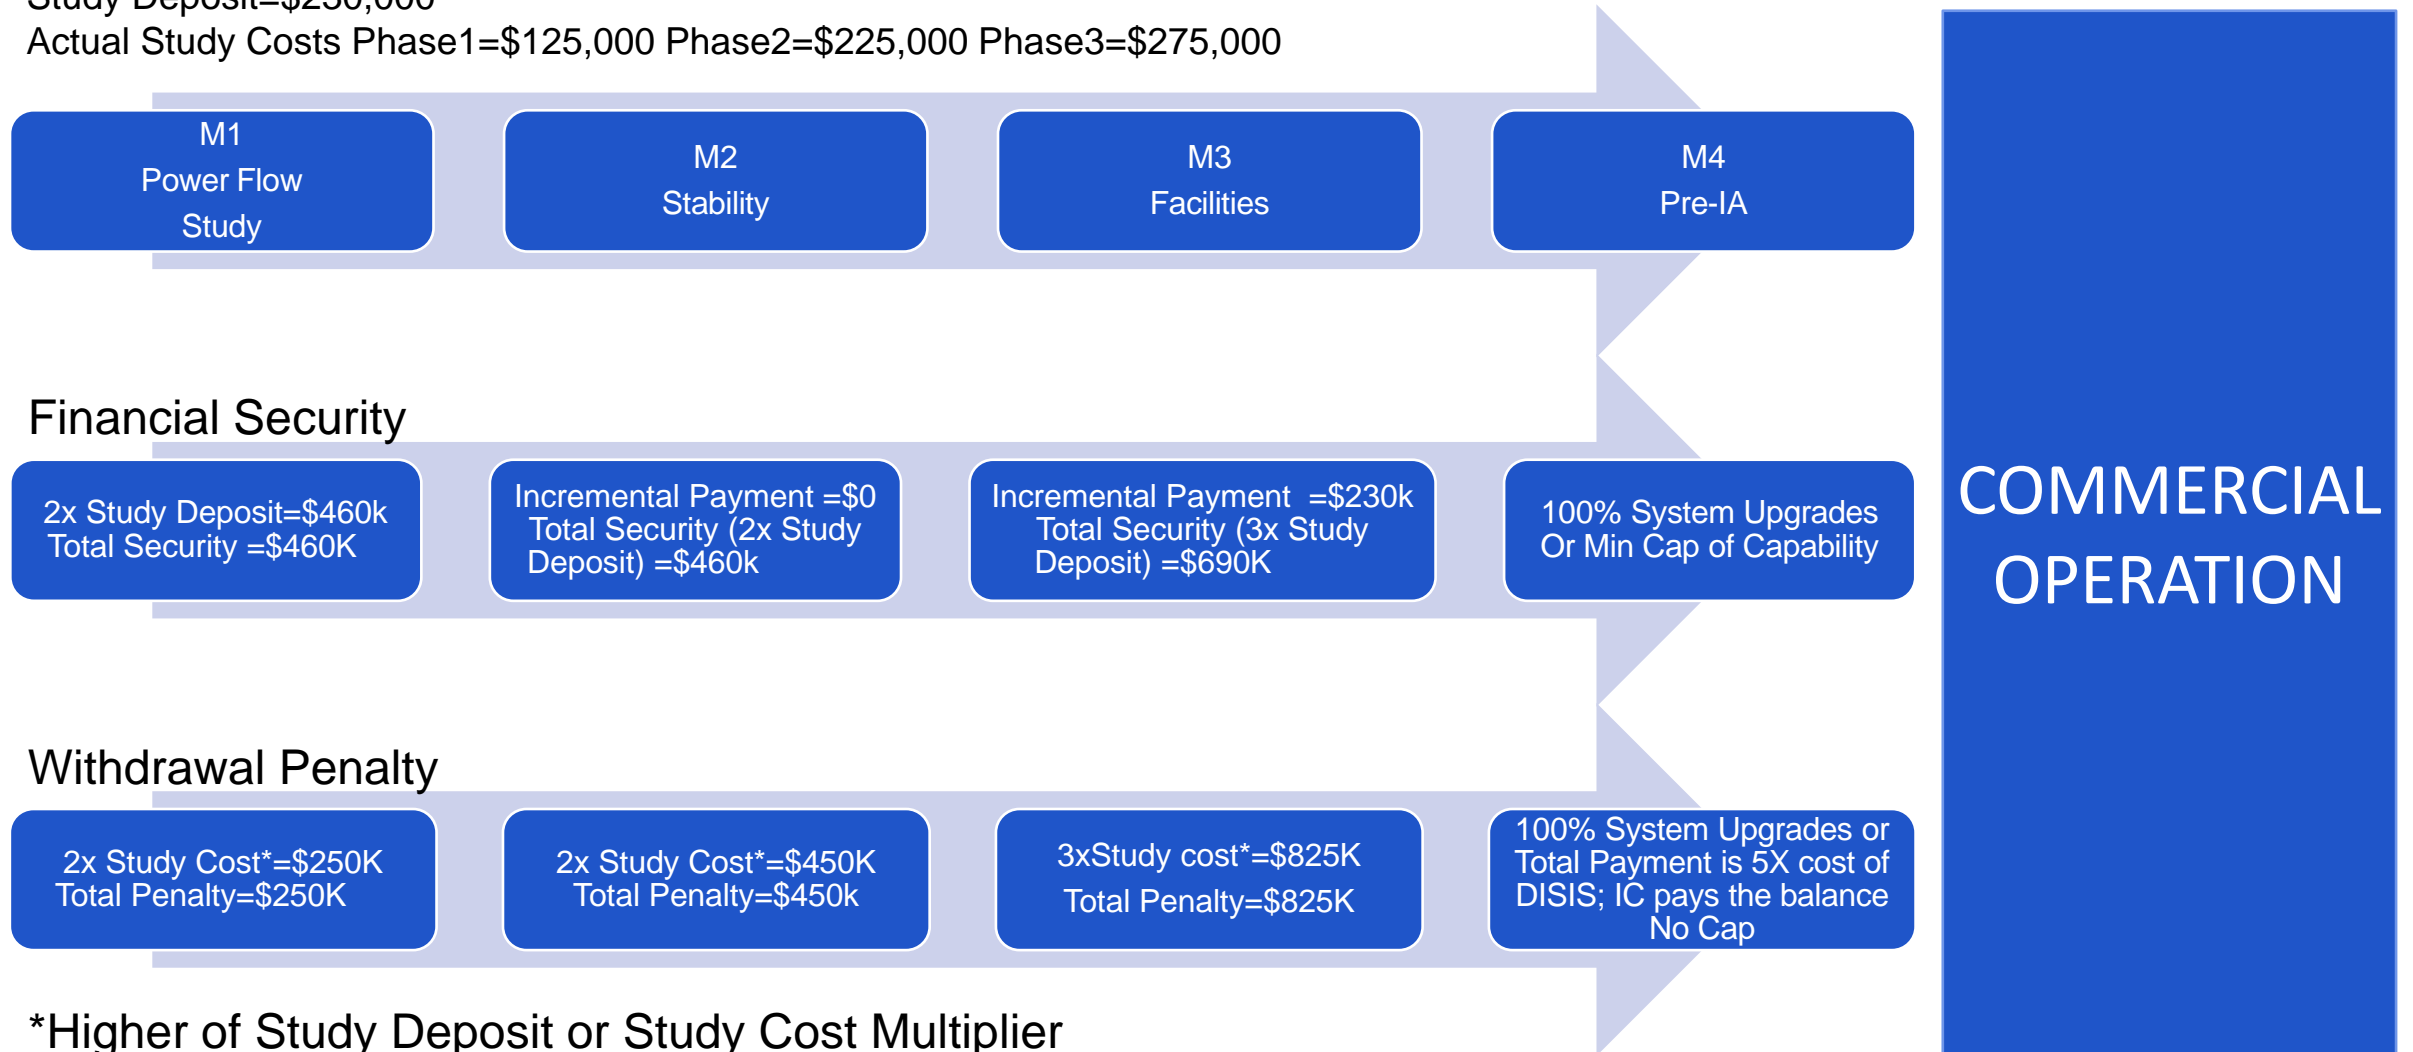 Study Deposit=$230,000
Actual Study Costs Phase1=$125,000 Phase2=$225,000 Phase3=$275,000
M1
Power Flow
Study
M2
Stability
M3
Facilities
M4
Pre-IA
Financial Security
2x Study Deposit=$460k
Total Security =$460K
Incremental Payment =$0
Total Security (2x Study
Deposit) =$460k
Incremental Payment  =$230k
Total Security (3x Study
Deposit) =$690K
100% System Upgrades
Or Min Cap of Capability
Withdrawal Penalty
2x Study Cost*=$250K
Total Penalty=$250K
2x Study Cost*=$450K
Total Penalty=$450k
3xStudy cost*=$825K
Total Penalty=$825K
100% System Upgrades or
Total Payment is 5X cost of
DISIS; IC pays the balance
No Cap
*Higher of Study Deposit or Study Cost Multiplier
COMMERCIAL
OPERATION